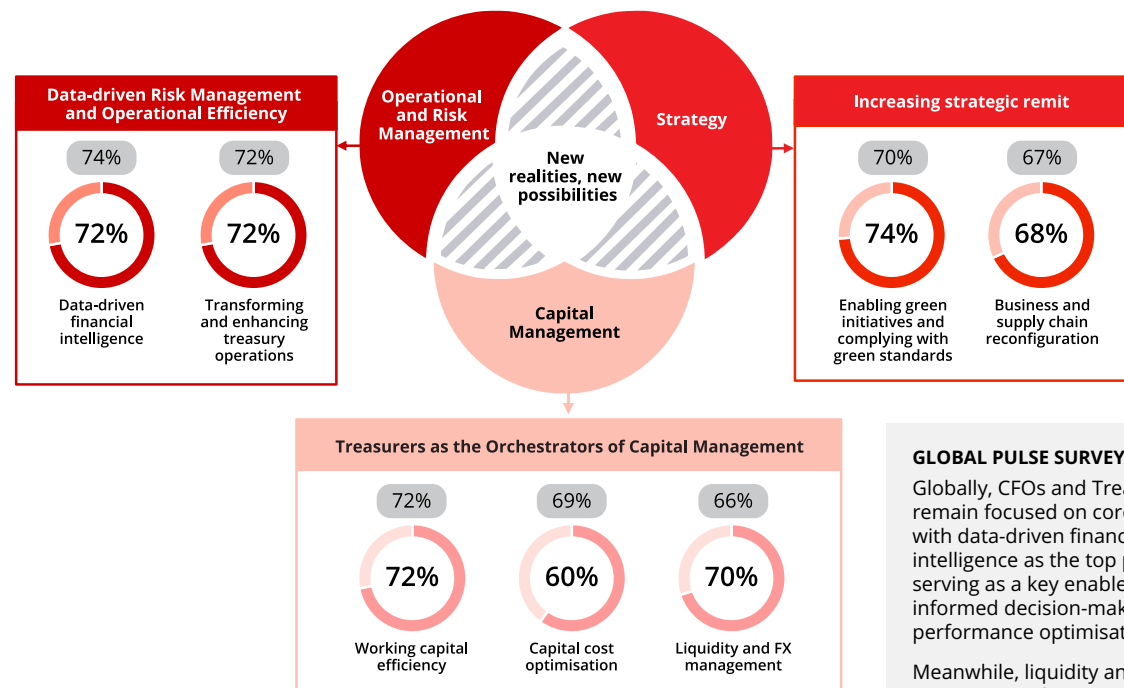 Operational
and Risk
Management
Strategy
New
realities, new
possibilities
Capital
Management
Data-driven Risk Management
and Operational Efficiency
74%
72%
72%
72%
Data-driven
financial
intelligence
Transforming
and enhancing
treasury
operations
Increasing strategic remit
70%
67%
74%
68%
Enabling green
initiatives and
complying with
green standards
Business and
supply chain
reconfiguration
Treasurers as the Orchestrators of Capital Management
72%
69%
66%
72%
60%
70%
Working capital
efficiency
Capital cost
optimisation
Liquidity and FX
management
GLOBAL PULSE SURVEY
Globally, CFOs and
remain focused on
with data-driven
intelligence as the top
serving as a key
informed
performance
Meanwhile, liquidity